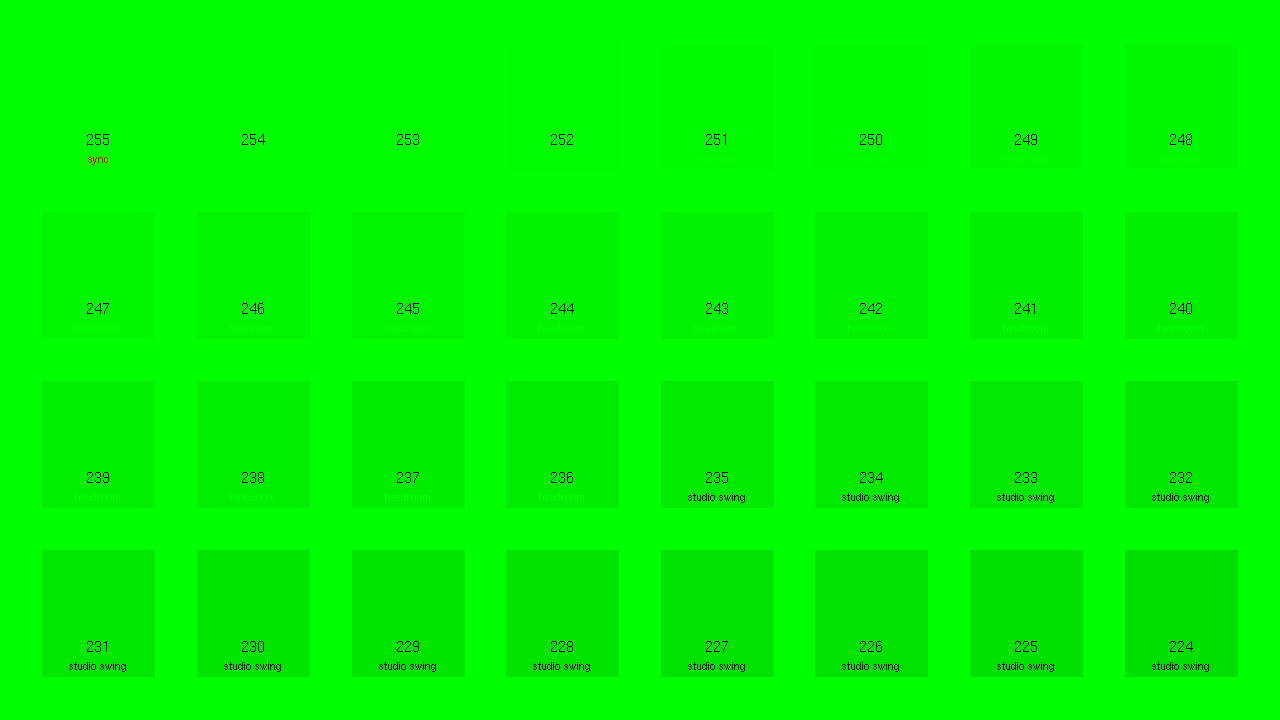 255 254 253 252 251 250 249 248
sync
247 246 245 244 243 242 241 240
headroom headroom headroom headroom headroom headroom headroom headroom
239 238 237 236 235 234 233 232
headroom headroom headroom headroom studio swing studio swing studio swing studio swing
231 230 229 228 227 226 225 224
studio swing studio swing studio swing studio swing studio swing studio swing studio swing studio swing